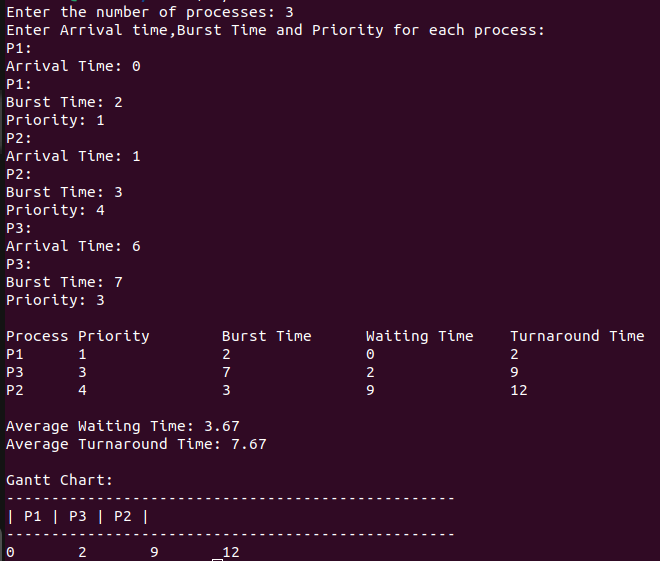 Enter the number of processes: 3
Enter Arrival time,Burst Time and Priority for each process:
P1:
Arrival Time: 0
P1:
Burst Time: 2
Priority: 1
P2:
Arrival Time: 1
P2:
Burst Time: 3
Priority: 4
P3:
Arrival Time: 6
P3:
Burst Time: 7
Priority: 3
Process Priority Burst Time Waiting Time Turnaround Time
P1 1 2 0 2
P3 3 7 2 9
P2 4 3 9 12
Average Waiting Time: 3.67
Average Turnaround Time: 7.67
Gantt Chart:
--------------------------------------------------
| P1 | P3 | P2 |
--------------------------------------------------
0 2 9 12